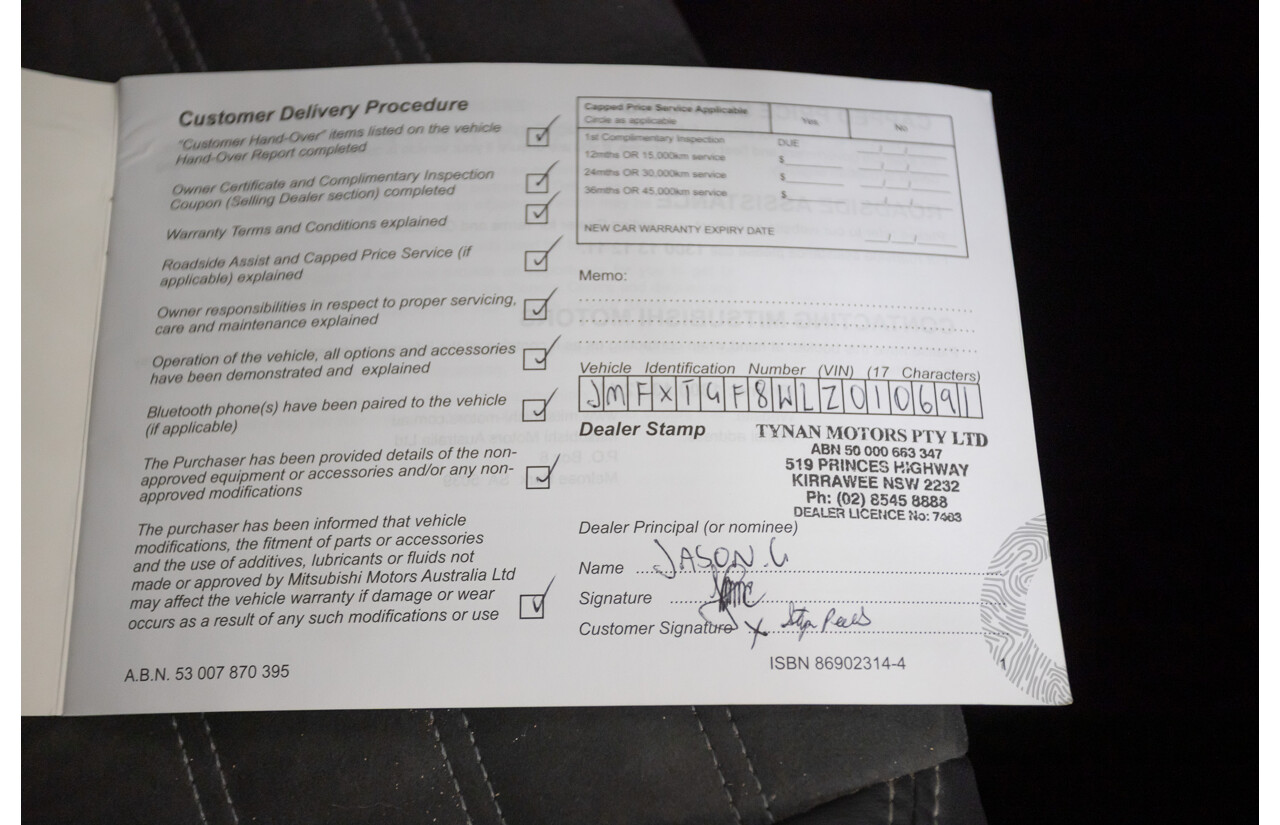 Customer Delivery Procedure
"Customer Hand-Over" items listed on the vehicle
Hand-Over Report completed
Owner Certificate and Complimentary Inspection
Coupon (Selling Dealer section) completed
Warranty Terms and Conditions explained
Roadside Assist and Capped Price Service (if
applicable) explained
Owner responsibilities in respect to proper servicing,
care and maintenance explained
Operation of the vehicle, all options and accessories
have been demonstrated and explained
Bluetooth phone(s) have been paired to the vehicle
(if applicable)
The Purchaser has been provided details of the non-
approved equipment or accessories and/or any non-
approved modifications
The purchaser has been informed that vehicle
modifications, the fitment of parts or accessories
and the use of additives, lubricants or fluids not
made or approved by Mitsubishi Motors Australia Ltd
may affect the vehicle warranty if damage or wear
occurs as a result of any such modifications or use
A.B.N. 53 007 870 395
Capped Price Service Applicable
Circle as applicable
Yes
No
1st Complimentary Inspection DUE
12mths OR 15,000km service $
24mths OR 30,000km service $
36mths OR 45,000km service $
NEW CAR WARRANTY EXPIRY DATE
Memo:
Vehicle Identification Number (VIN) (17 Characters)
JMFXTGF8WLZ010691
Dealer Stamp
TYNAN MOTORS PTY LTD
ABN 50 000 663 347
519 PRINCES HIGHWAY
KIRRAWEE NSW 2232
Ph: (02) 8545 8888
DEALER LICENCE No: 7463
Dealer Principal (or nominee)
Name JASON.G
Signature
Customer Signature X
ISBN 86902314-4
1